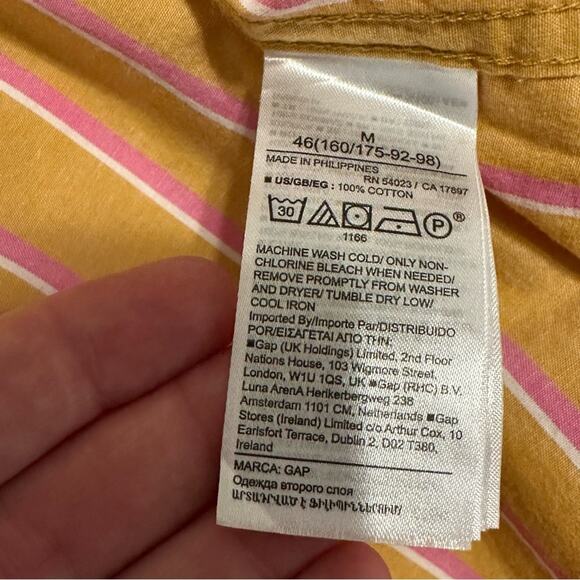 M
46(160/175-92-98)
MADE IN PHILIPPINES
RN 54023 / CA 17897
■ US/GB/EG : 100% COTTON
30 P ®
1166
MACHINE WASH COLD/ ONLY NON-
CHLORINE BLEACH WHEN NEEDED/
REMOVE PROMPTLY FROM WASHER
AND DRYER/ TUMBLE DRY LOW/
COOL IRON
Imported By/Importe Par/DISTRIBUIDO
POR/ΕΙΣΑΓΕΤΑΙ ΑΠΟ ΤΗΝ:
■Gap (UK Holdings) Limited, 2nd Floor
Nations House, 103 Wigmore Street,
London, W1U 1QS, UK ■Gap (RHC) B.V.
Luna ArenA Herikerbergweg 238
Amsterdam 1101 CM, Netherlands ■Gap
Stores (Ireland) Limited c/o Arthur Cox, 10
Earlsfort Terrace, Dublin 2, D02 T380,
Ireland
MARCA: GAP
Одежда второго слоя
ԱՐՏԱԴՐՎԱԾ Է ՖԻԼԻՊԻՆՆԵՐՈՒՄ/